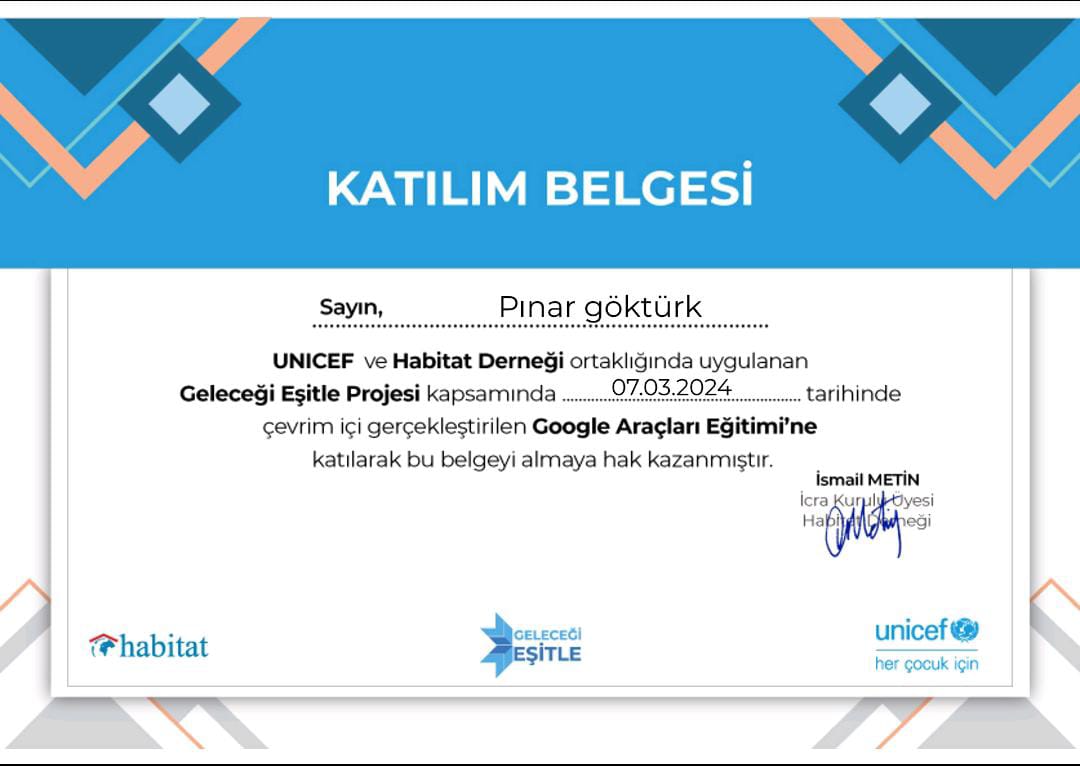 KATILIM BELGESİ
Sayın, Pınar göktürk
UNICEF ve Habitat Derneği ortaklığında uygulanan
Geleceği Eşitle Projesi kapsamında 07.03.2024 tarihinde
çevrim içi gerçekleştirilen Google Araçları Eğitimi’ne
katılarak bu belgeyi almaya hak kazanmıştır.
İsmail METİN
İcra Kurulu Üyesi
Habitat Derneği
habitat
GELECEĞİ
EŞİTLE
unicef
her çocuk için